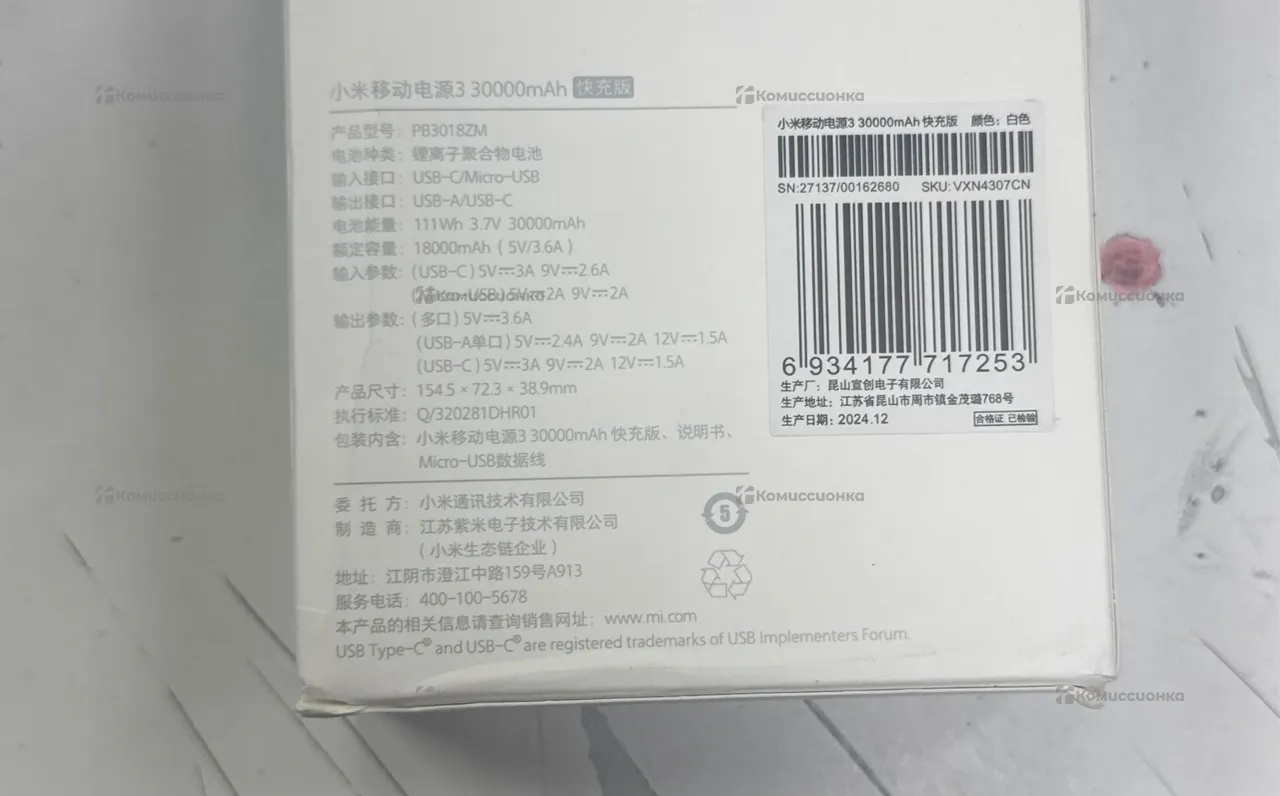 小米移动电源3 30000mAh 快充版
产品型号：PB3018ZM
电池种类：锂离子聚合物电池
输入接口：USB-C/Micro-USB
输出接口：USB-A/USB-C
电池能量：111Wh 3.7V 30000mAh
额定容量：18000mAh（5V/3.6A）
输入参数：(USB-C) 5V⎓3A 9V⎓2.6A
USB) 5V⎓2A 9V⎓2A
输出参数：(多口) 5V⎓3.6A
(USB-A单口) 5V⎓2.4A 9V⎓2A 12V⎓1.5A
(USB-C) 5V⎓3A 9V⎓2A 12V⎓1.5A
产品尺寸：154.5 × 72.3 × 38.9mm
执行标准：Q/320281DHR01
包装内含：小米移动电源3 30000mAh 快充版、说明书、
Micro-USB数据线
委 托 方：小米通讯技术有限公司
制 造 商：江苏紫米电子技术有限公司
（小米生态链企业）
地址：江阴市澄江中路159号A913
服务电话：400-100-5678
本产品的相关信息请查询销售网址：www.mi.com
USB Type-C® and USB-C® are registered trademarks of USB Implementers Forum.
5
小米移动电源3 30000mAh 快充版 颜色：白色
SN:27137/00162680 SKU:VXN4307CN
6 934177 717253
生产厂：昆山宣创电子有限公司
生产地址：江苏省昆山市周市镇金茂璐768号
生产日期：2024.12 合格证 已检验
Комиссионка
Комиссионка
Комиссионка
Комиссионка
Комиссионка
Комиссионка
Комиссионка